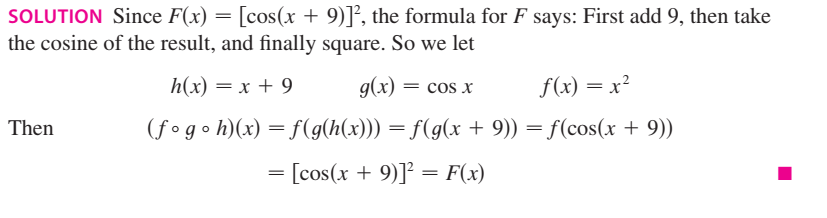 SOLUTION Since F(x) = [cos(x + 9)]², the formula for F says: First add 9, then take
the cosine of the result, and finally square. So we let
h(x) = x + 9 g(x) = cos x f(x) = x²
Then (f ∘ g ∘ h)(x) = f(g(h(x))) = f(g(x + 9)) = f(cos(x + 9))
= [cos(x + 9)]² = F(x)